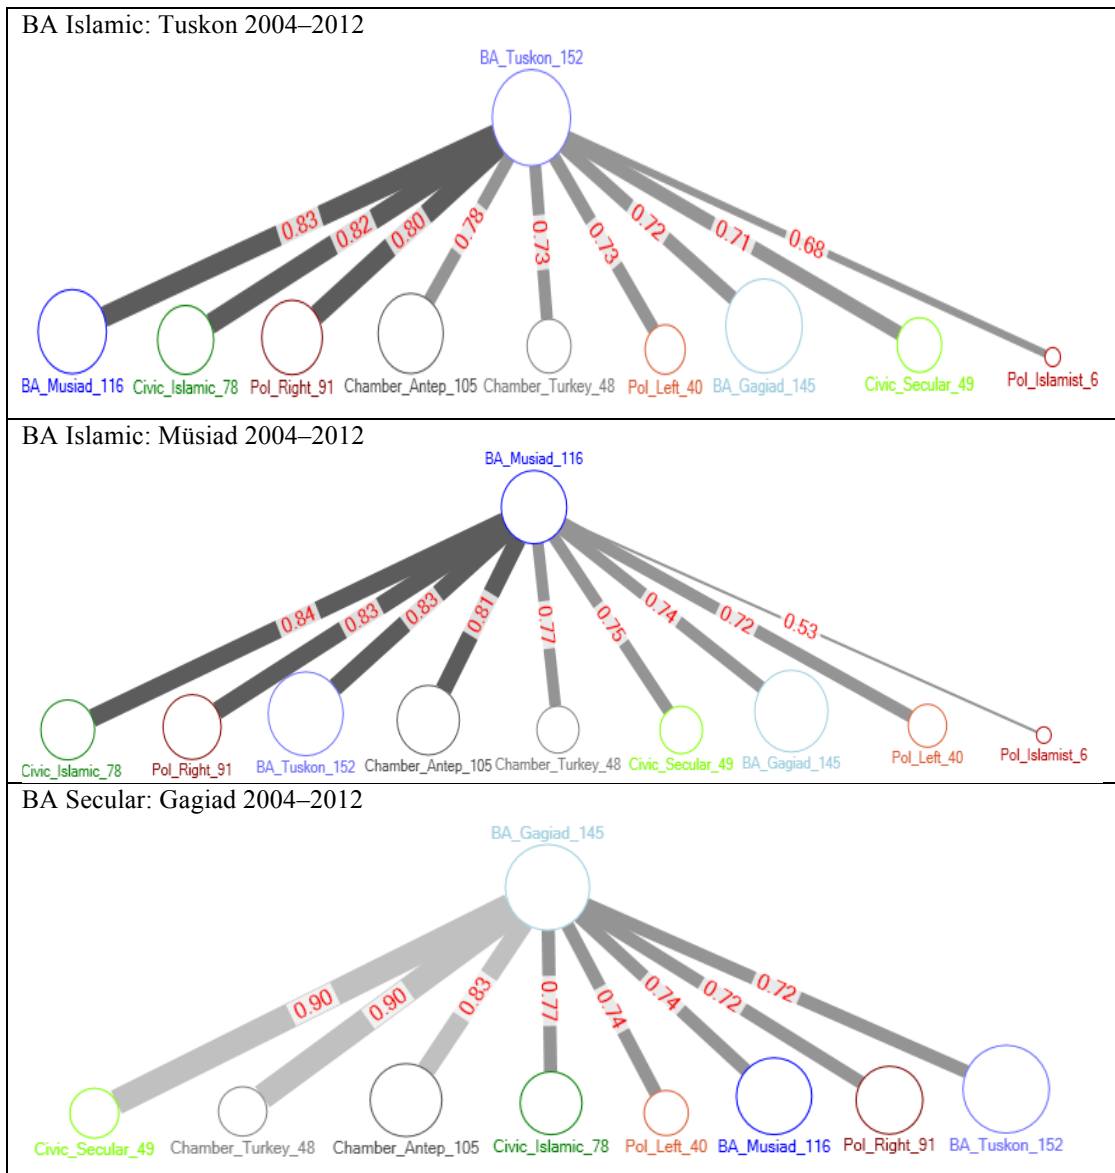 BA Islamic: Tuskon 2004–2012
BA_Tuskon_152
0.83
0.82
0.80
0.78
0.73
0.73
0.72
0.71
0.68
BA_Musiad_116
Civic_Islamic_78
Pol_Right_91
Chamber_Antep_105
Chamber_Turkey_48
Pol_Left_40
BA_Gagiad_145
Civic_Secular_49
Pol_Islamist_6
BA Islamic: Müsiad 2004–2012
BA_Musiad_116
0.84
0.83
0.83
0.81
0.77
0.75
0.74
0.72
0.53
Civic_Islamic_78
Pol_Right_91
BA_Tuskon_152
Chamber_Antep_105
Chamber_Turkey_48
Civic_Secular_49
BA_Gagiad_145
Pol_Left_40
Pol_Islamist_6
BA Secular: Gagiad 2004–2012
BA_Gagiad_145
0.90
0.90
0.83
0.77
0.74
0.74
0.72
0.72
Civic_Secular_49
Chamber_Turkey_48
Chamber_Antep_105
Civic_Islamic_78
Pol_Left_40
BA_Musiad_116
Pol_Right_91
BA_Tuskon_152